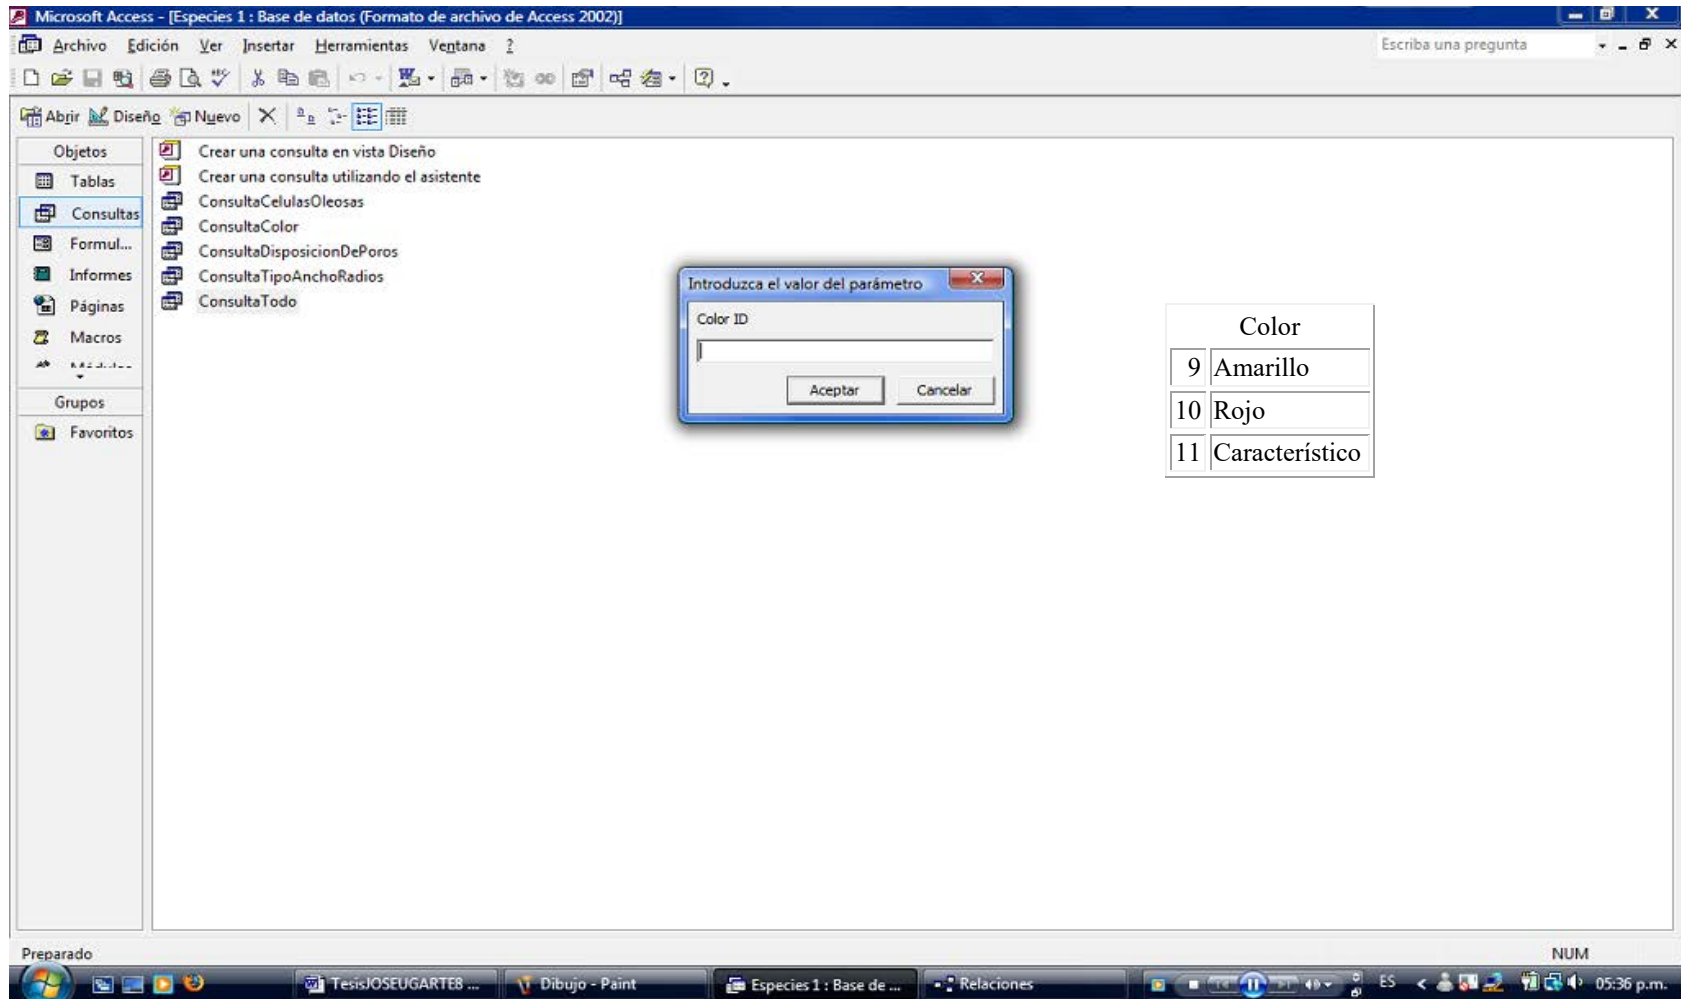 Microsoft Access - [Especies 1 : Base de datos (Formato de archivo de Access 2002)]
Archivo Edición Ver Insertar Herramientas Ventana ?
Escriba una pregunta
Abrir Diseño Nuevo
Objetos
Tablas
Consultas
Formul...
Informes
Páginas
Macros
Grupos
Favoritos
Crear una consulta en vista Diseño
Crear una consulta utilizando el asistente
ConsultaCelulasOleosas
ConsultaColor
ConsultaDisposicionDePoros
ConsultaTipoAnchoRadios
ConsultaTodo
Introduzca el valor del parámetro
Color ID
Aceptar Cancelar
Color
9 Amarillo
10 Rojo
11 Característico
Preparado
NUM
TesisJOSEUGARTE8 ... Dibujo - Paint Especies 1 : Base de ... Relaciones ES 05:36 p.m.